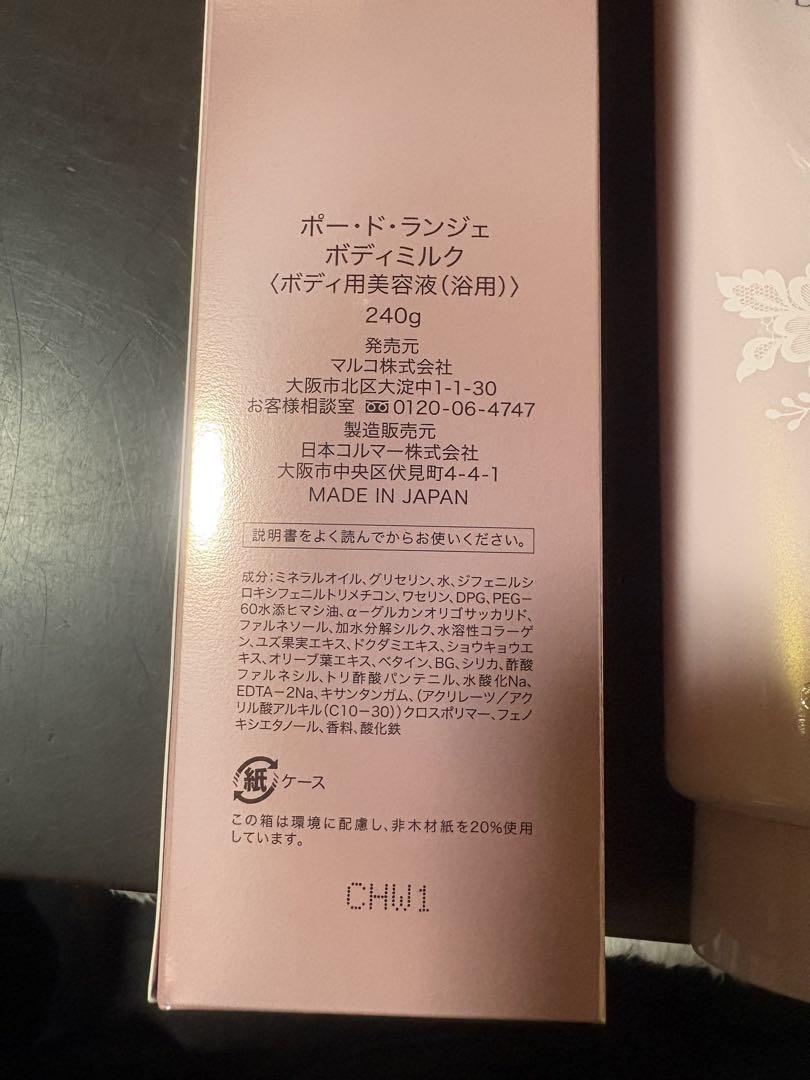 ポー・ド・ランジェ
ボディミルク
〈ボディ用美容液(浴用)〉
240g
発売元
マルコ株式会社
大阪市北区大淀中1-1-30
お客様相談室 0120-06-4747
製造販売元
日本コルマー株式会社
大阪市中央区伏見町4-4-1
MADE IN JAPAN
説明書をよく読んでからお使いください。
成分:ミネラルオイル、グリセリン、水、ジフェニルシ
ロキシフェニルトリメチコン、ワセリン、DPG、PEG-
60水添ヒマシ油、α-グルカンオリゴサッカリド、
ファルネソール、加水分解シルク、水溶性コラーゲ
ン、ユズ果実エキス、ドクダミエキス、ショウキョウエ
キス、オリーブ葉エキス、ベタイン、BG、シリカ、酢酸
ファルネシル、トリ酢酸パンテニル、水酸化Na、
EDTA-2Na、キサンタンガム、(アクリレーツ/アク
リル酸アルキル(C10-30))クロスポリマー、フェノ
キシエタノール、香料、酸化鉄
紙 ケース
この箱は環境に配慮し、非木材紙を20%使用
しています。
CHW1